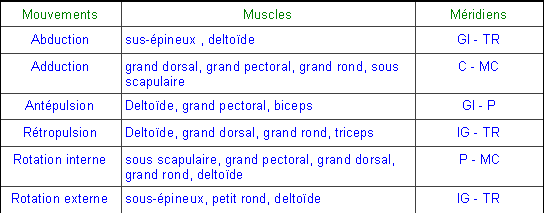 Mouvements Muscles Méridiens
Abduction sus-épineux , deltoïde GI - TR
Adduction grand dorsal, grand pectoral, grand rond, sous C - MC
scapulaire
Antépulsion Deltoïde, grand pectoral, biceps GI - P
Rétropulsion Deltoïde, grand dorsal, grand rond, triceps IG - TR
Rotation interne sous scapulaire, grand pectoral, grand dorsal, P - MC
grand rond, deltoïde
Rotation externe sous-épineux, petit rond, deltoïde IG - TR